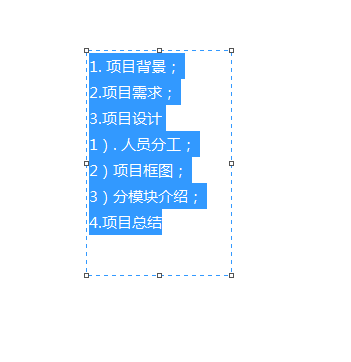 1. 项目背景；
2.项目需求；
3.项目设计
1）. 人员分工；
2）项目框图；
3）分模块介绍；
4.项目总结